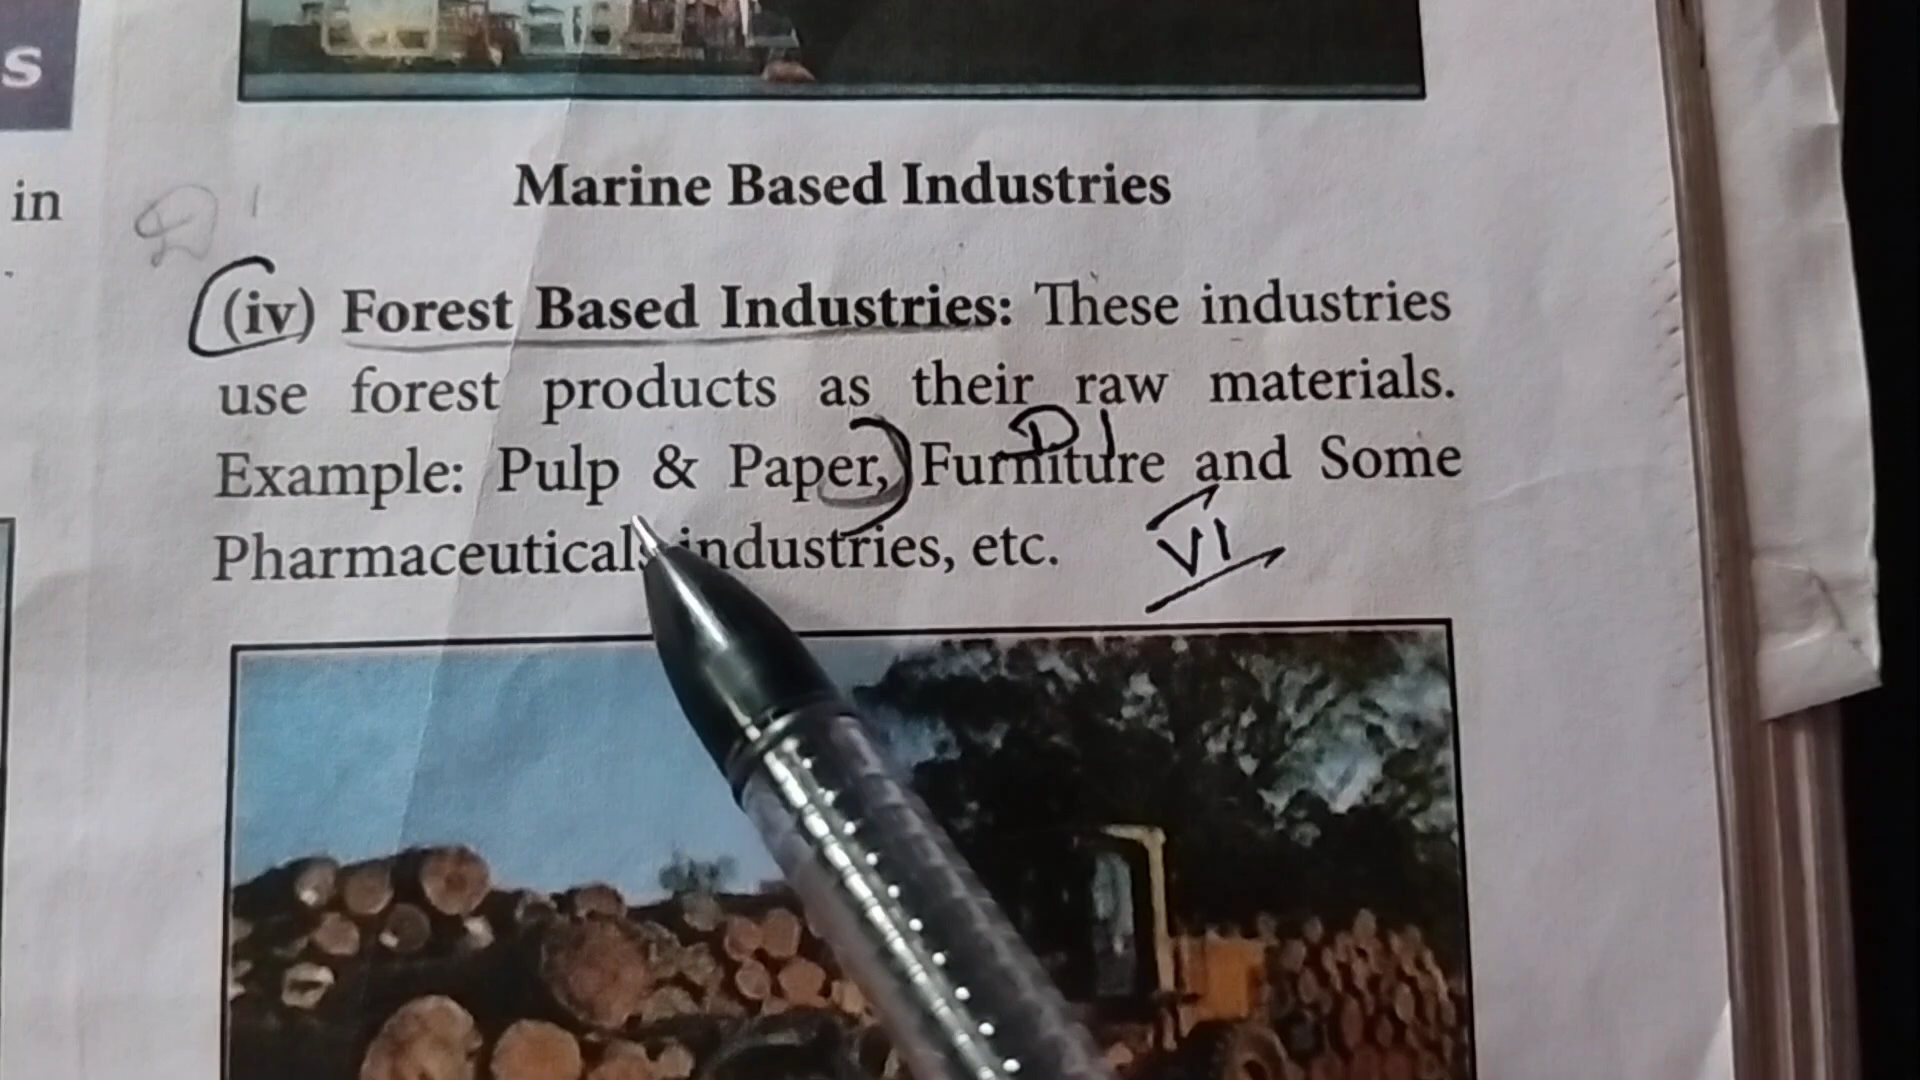 s
in
Marine Based Industries
(iv) Forest Based Industries: These industries
use forest products as their raw materials.
Example: Pulp & Paper, Furniture and Some
Pharmaceuticals industries, etc.
VI